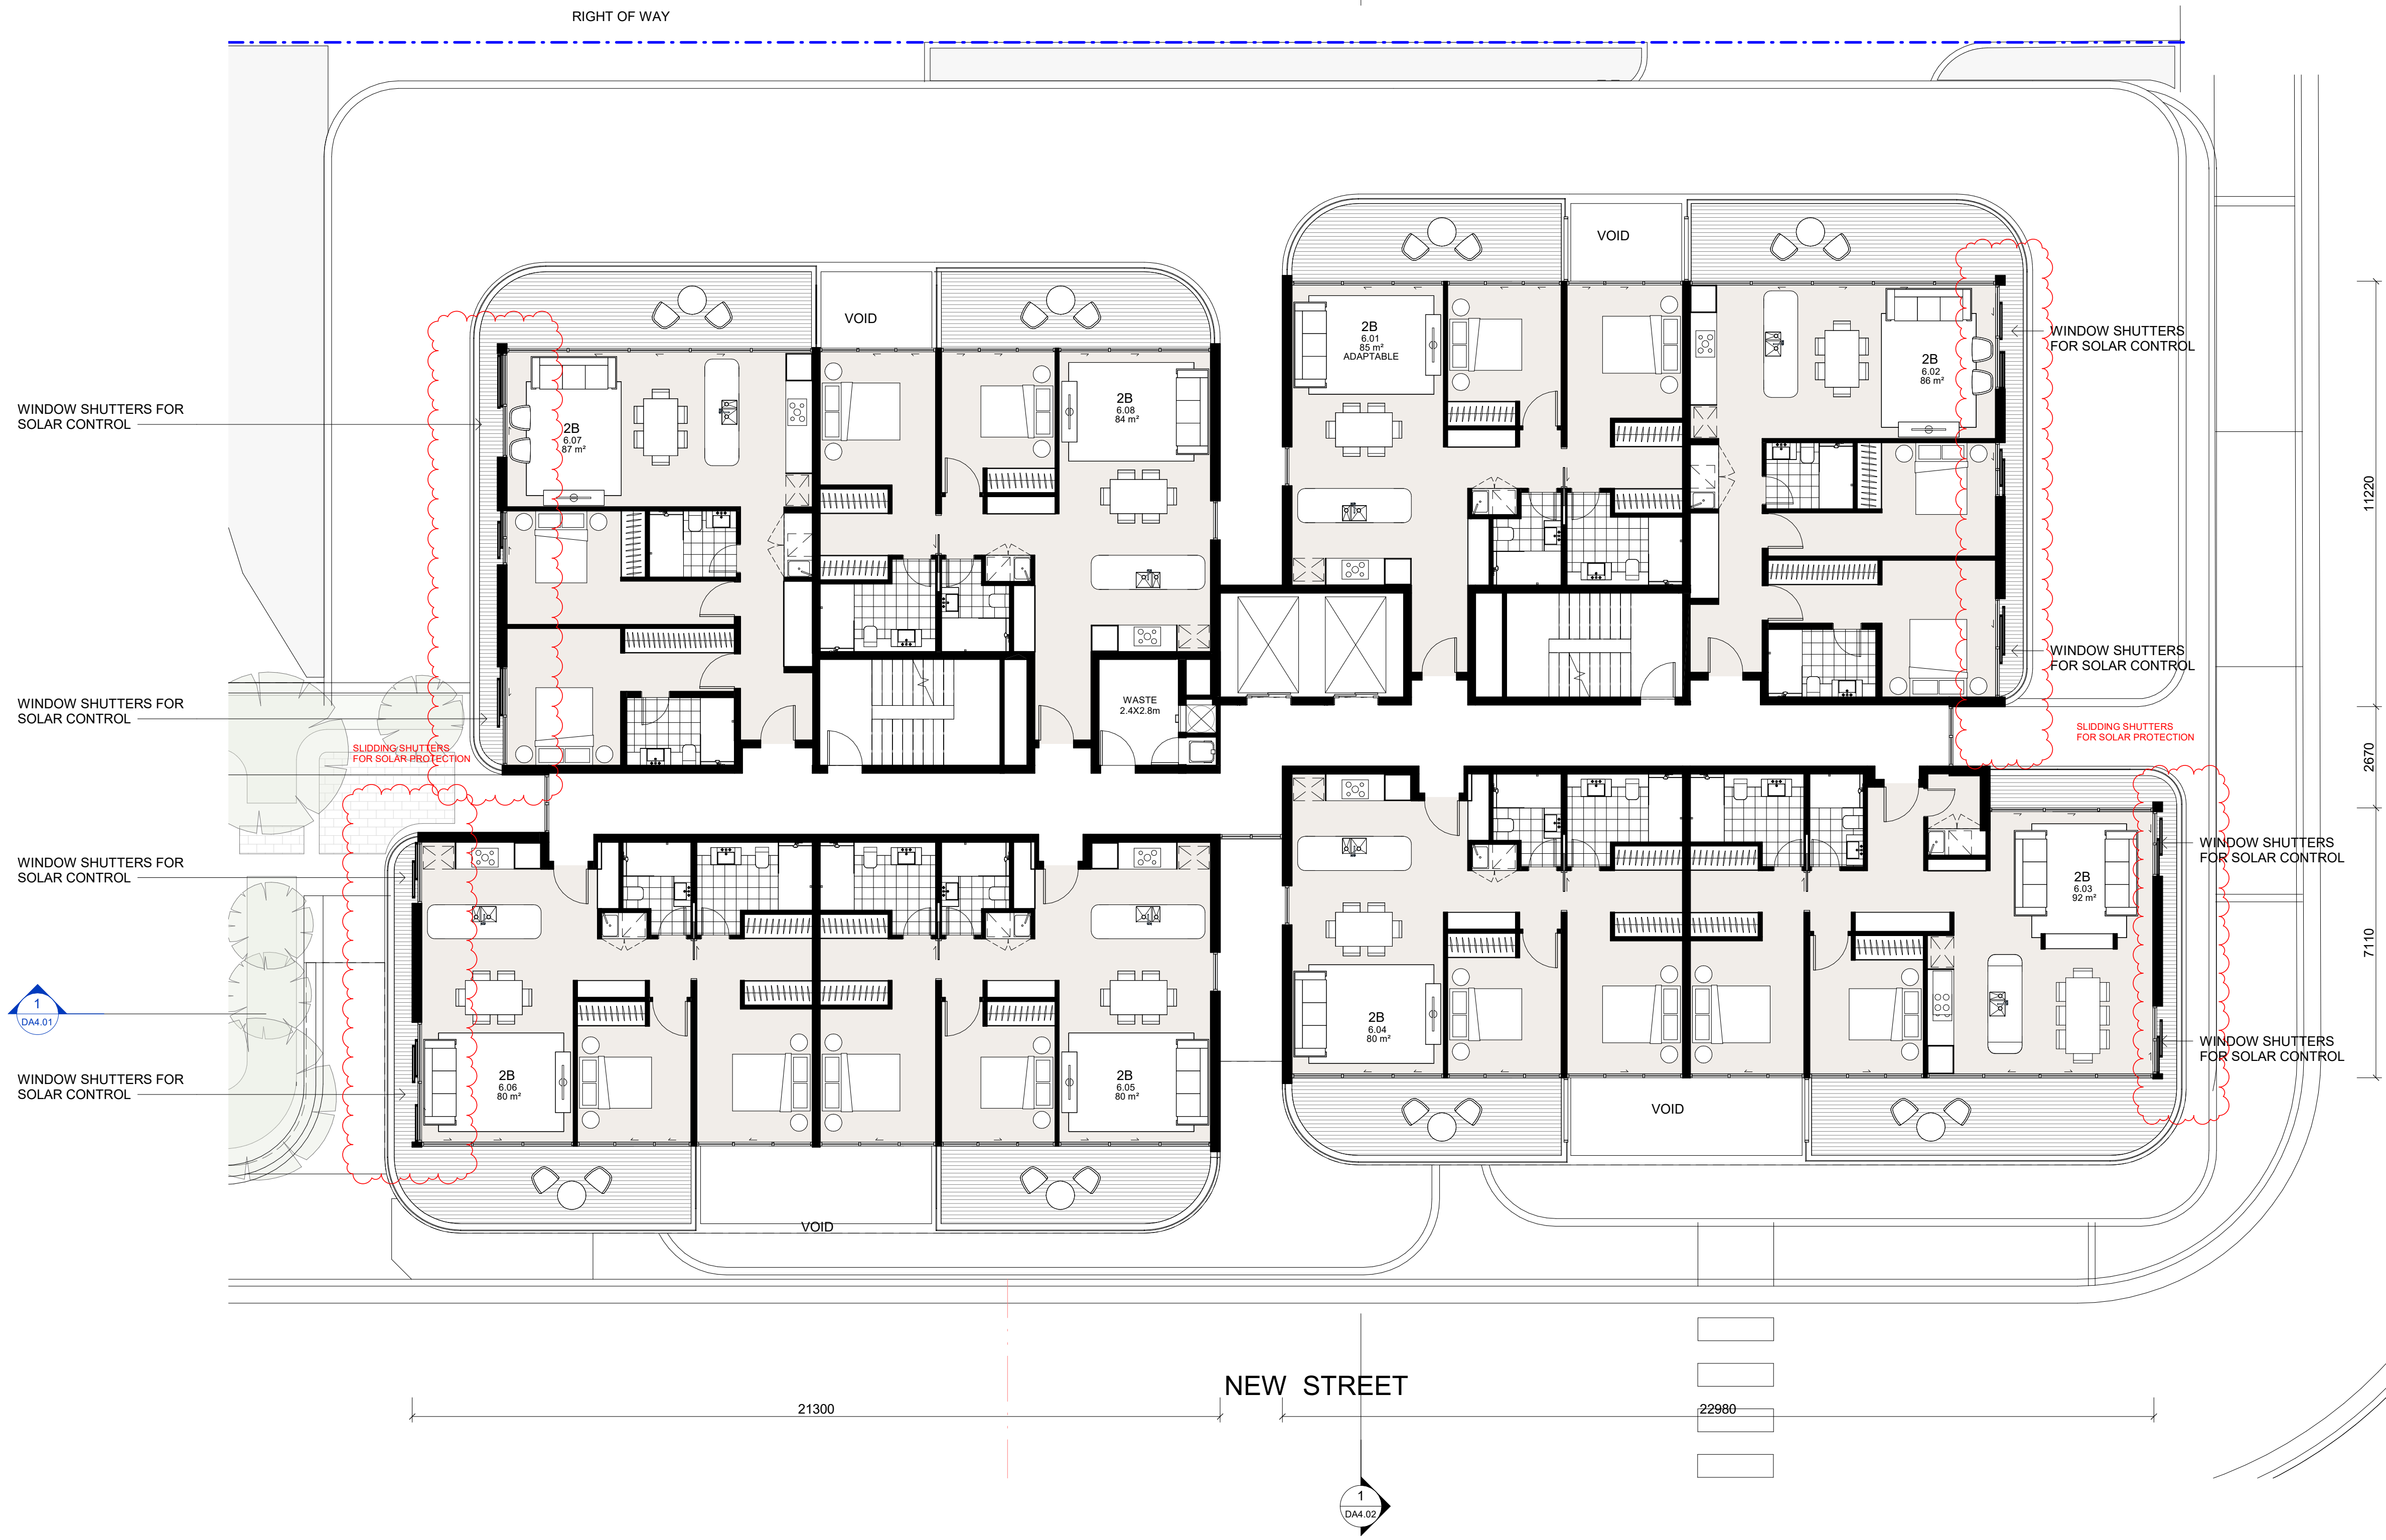 RIGHT OF WAY
VOID
VOID
2B
6.01
85 m²
ADAPTABLE
2B
6.02
86 m²
WINDOW SHUTTERS
FOR SOLAR CONTROL
2B
6.08
84 m²
WINDOW SHUTTERS FOR
SOLAR CONTROL
2B
6.07
87 m²
11220
WINDOW SHUTTERS
FOR SOLAR CONTROL
WINDOW SHUTTERS FOR
SOLAR CONTROL
WASTE
2.4X2.8m
SLIDDING SHUTTERS
FOR SOLAR PROTECTION
SLIDDING SHUTTERS
FOR SOLAR PROTECTION
2670
WINDOW SHUTTERS FOR
SOLAR CONTROL
WINDOW SHUTTERS
FOR SOLAR CONTROL
2B
6.03
92 m²
7110
1
DA4.01
2B
6.04
80 m²
WINDOW SHUTTERS
FOR SOLAR CONTROL
WINDOW SHUTTERS FOR
SOLAR CONTROL
2B
6.06
80 m²
2B
6.05
80 m²
VOID
VOID
NEW STREET
21300
22980
1
DA4.02